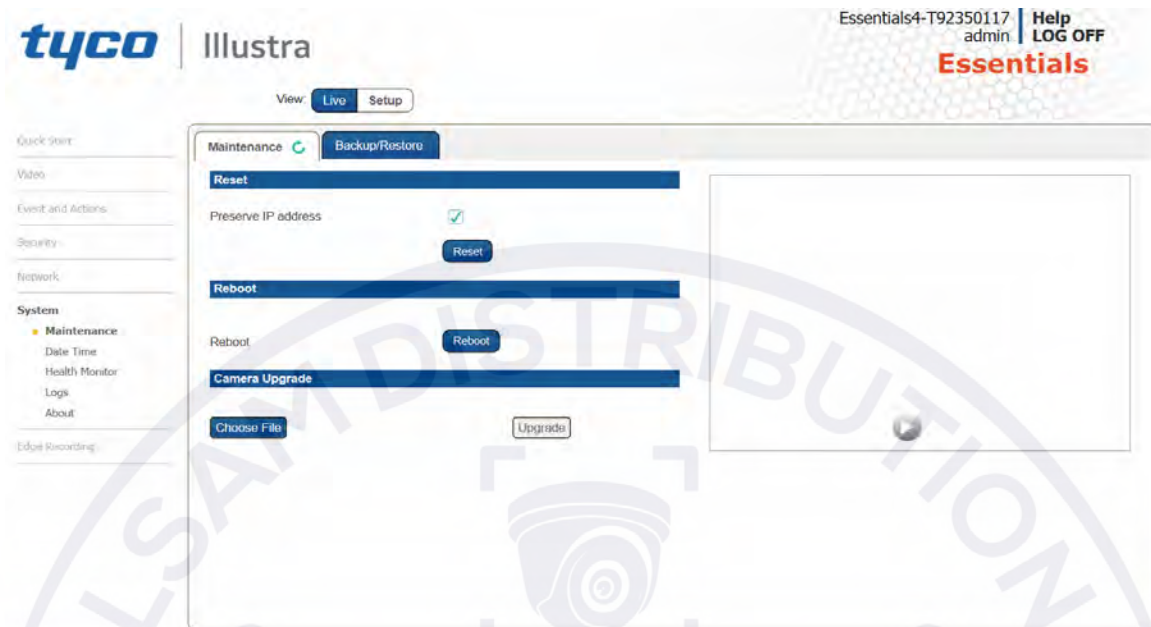 tyco Illustra
Essentials4-T92350117 Help
admin LOG OFF
Essentials
View: Live Setup
Quick Start
Video
Event and Actions
Security
Network
System
Maintenance
Date Time
Health Monitor
Logs
About
Edge Recording
Maintenance Backup/Restore
Reset
Preserve IP address
Reset
Reboot
Reboot Reboot
Camera Upgrade
Choose File Upgrade
LSAM DISTRIBUTION